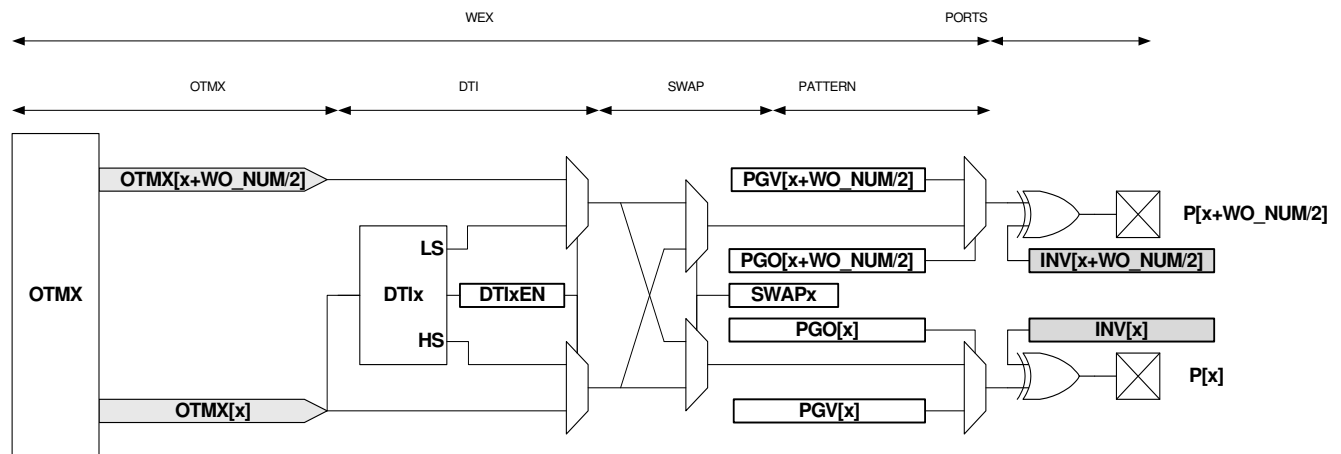 WEX
PORTS
OTMX
DTI
SWAP
PATTERN
OTMX[x+WO_NUM/2]
PGV[x+WO_NUM/2]
P[x+WO_NUM/2]
LS
PGO[x+WO_NUM/2]
INV[x+WO_NUM/2]
OTMX
DTIx
DTIxEN
SWAPx
HS
PGO[x]
INV[x]
P[x]
OTMX[x]
PGV[x]